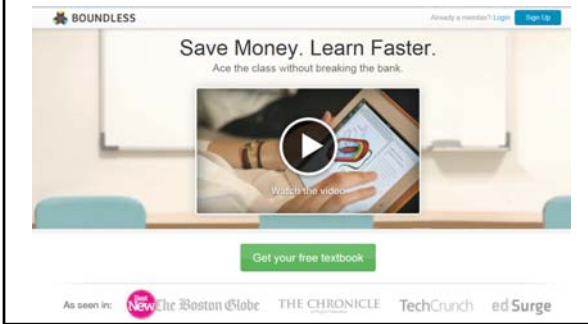 BOUNDLESS
Already a member? Login Sign Up
Save Money. Learn Faster.
Ace the class without breaking the bank.
Watch the video
Get your free textbook
As seen in: Best New The Boston Globe THE CHRONICLE TechCrunch edSurge